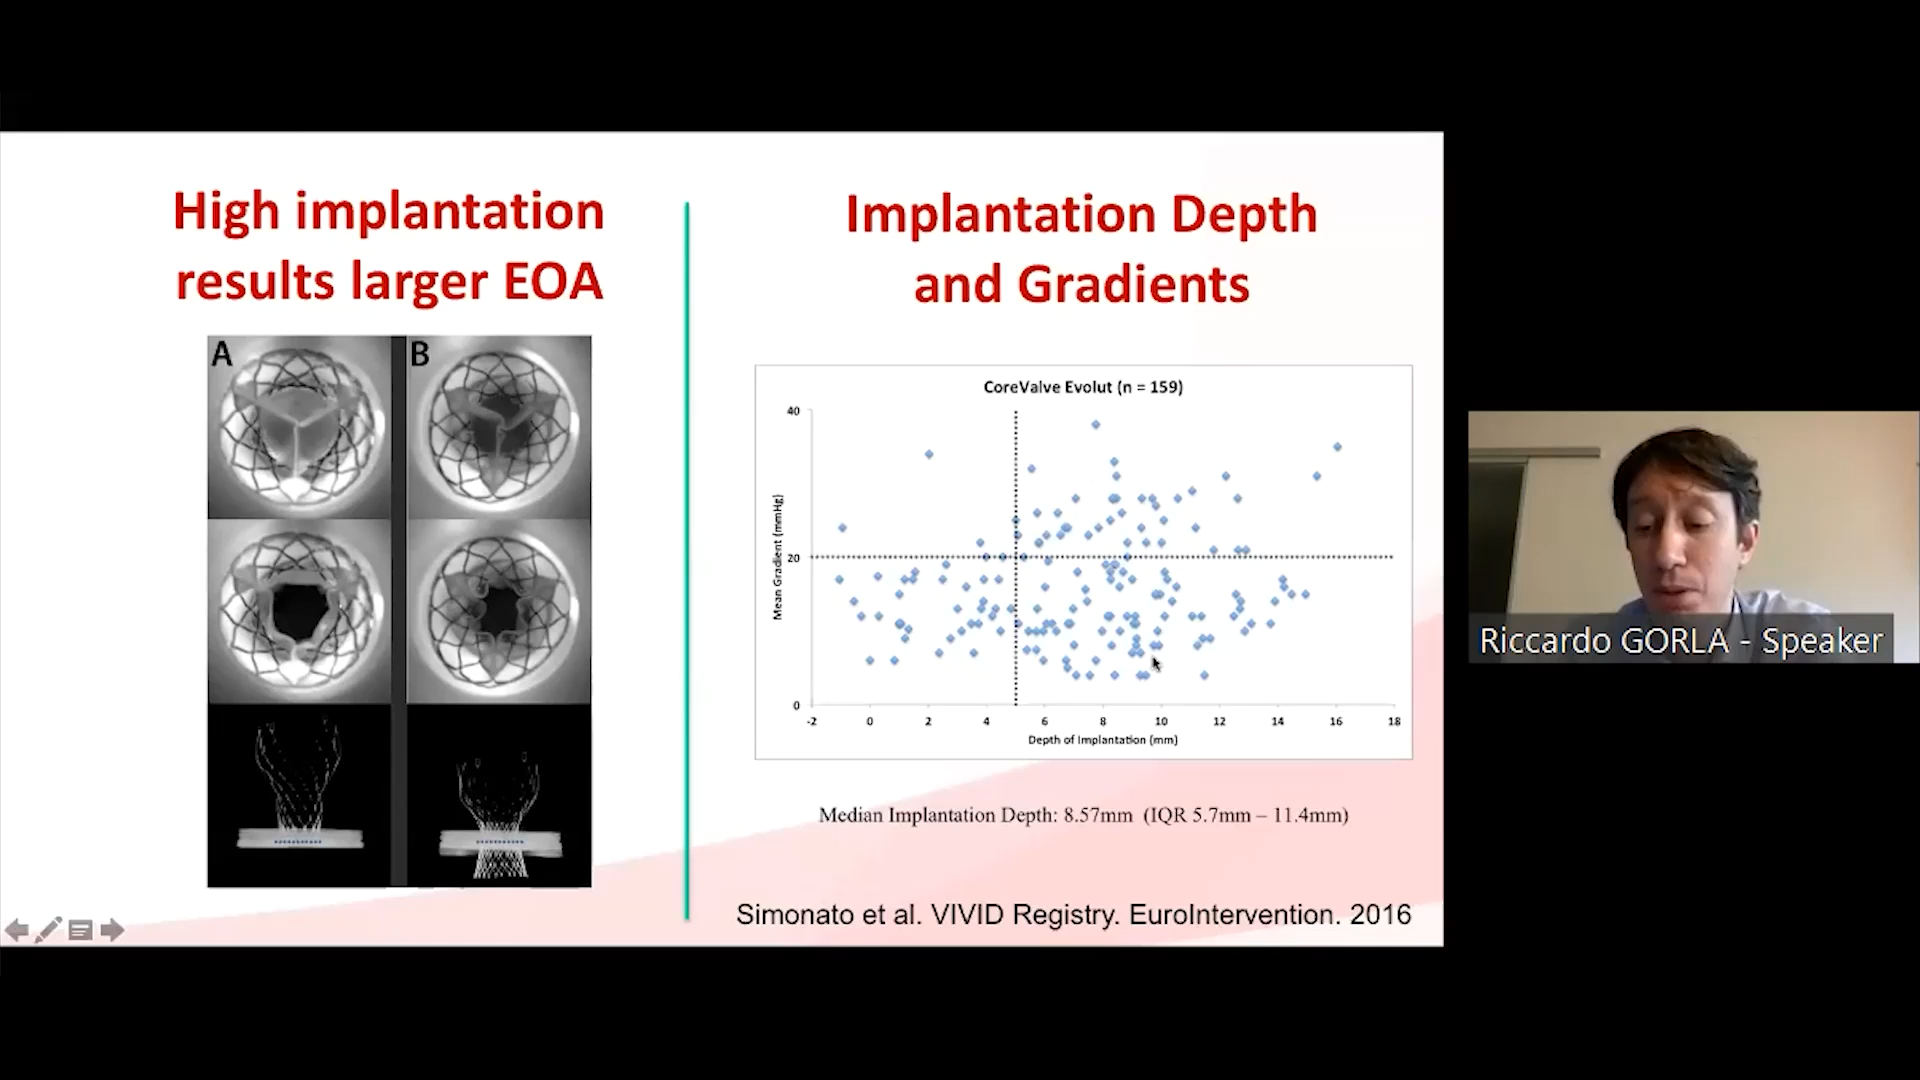 High implantation
results larger EOA
A
B
Implantation Depth
and Gradients
CoreValve Evolut (n = 159)
Mean Gradient (mmHg)
40
20
0
-2 0 2 4 6 8 10 12 14 16 18
Depth of Implantation (mm)
Median Implantation Depth: 8.57mm (IQR 5.7mm – 11.4mm)
Simonato et al. VIVID Registry. EuroIntervention. 2016
Riccardo GORLA - Speaker